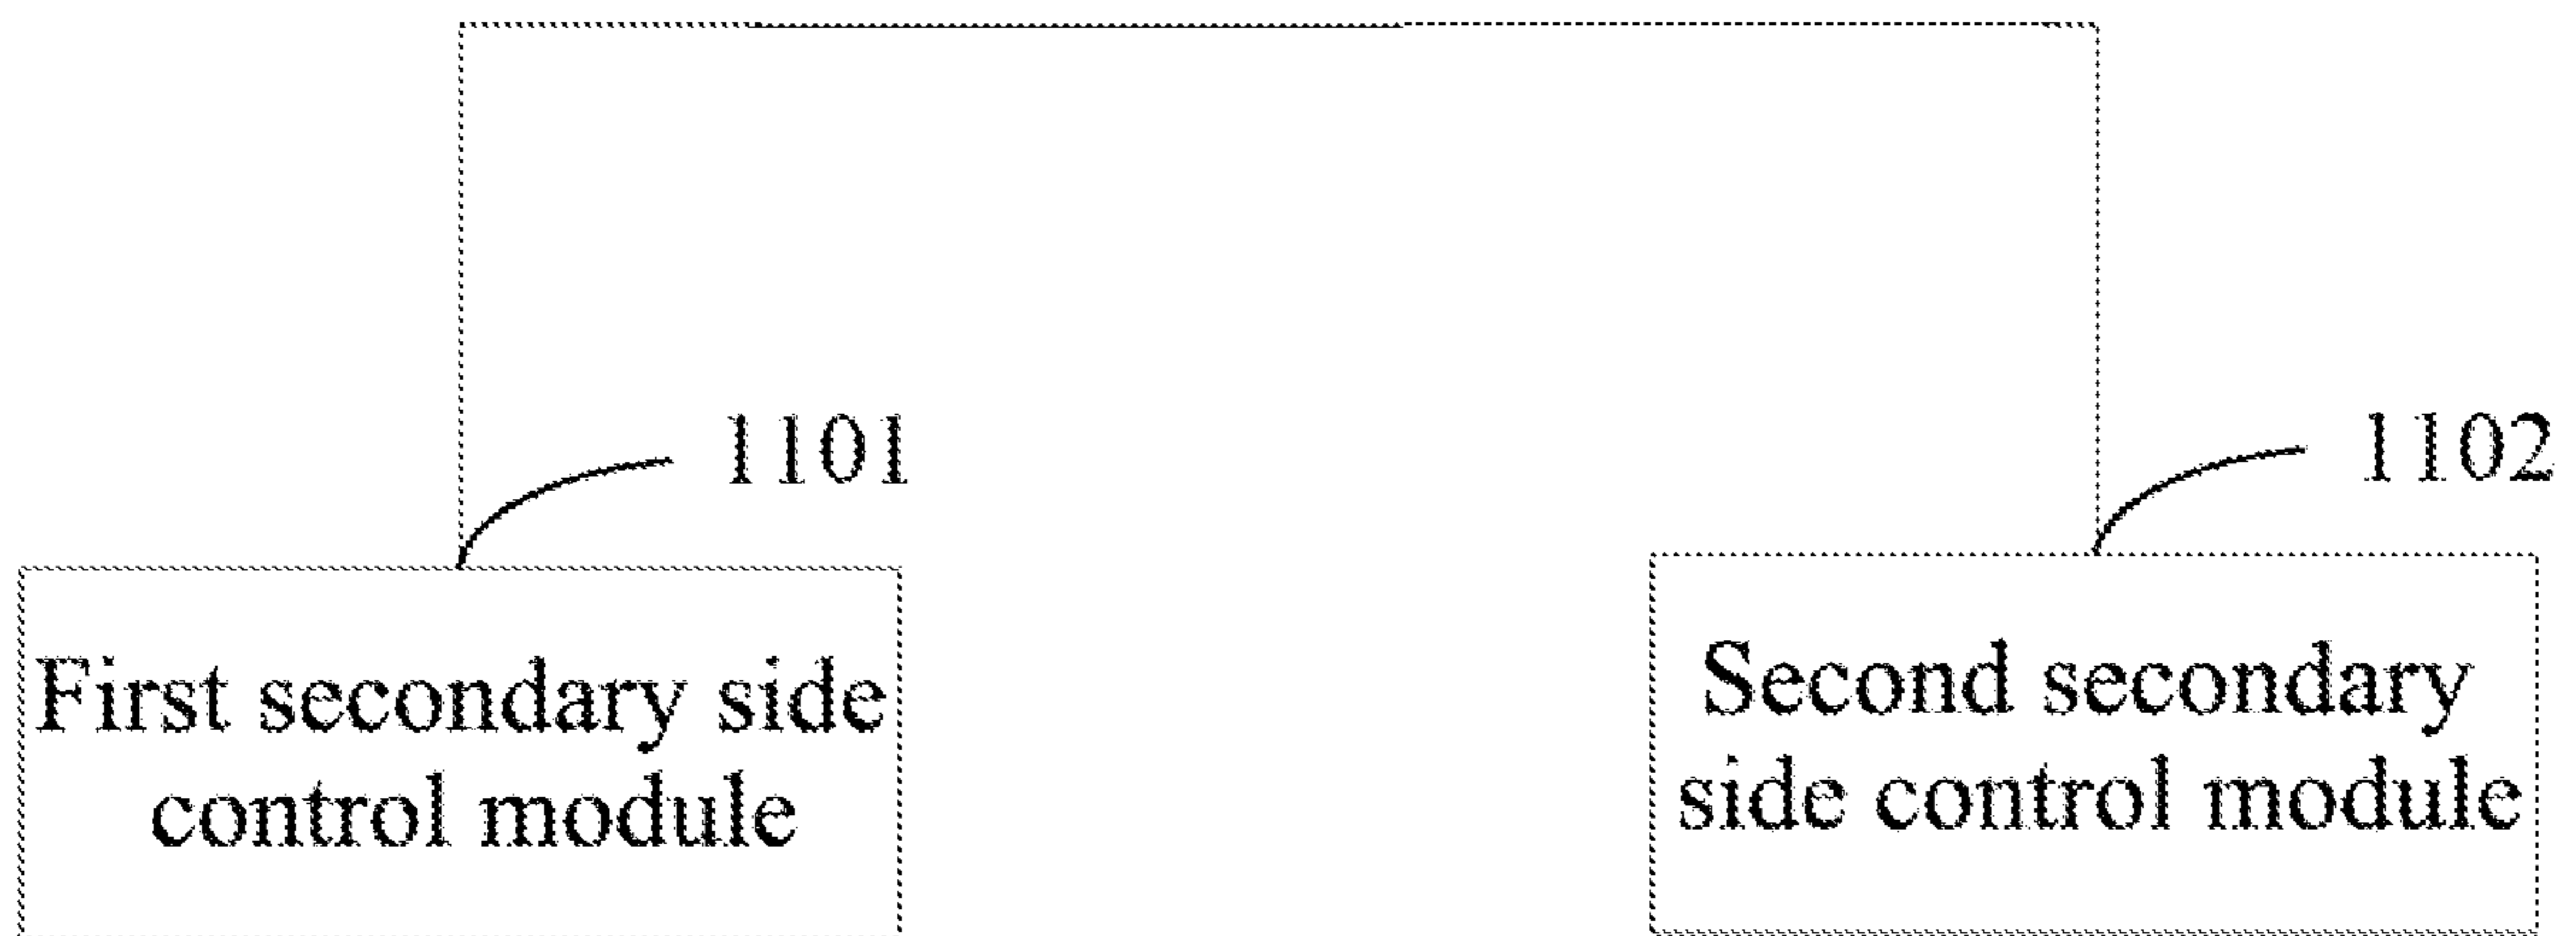 1101
1102
First secondary side
control module
Second secondary
side control module